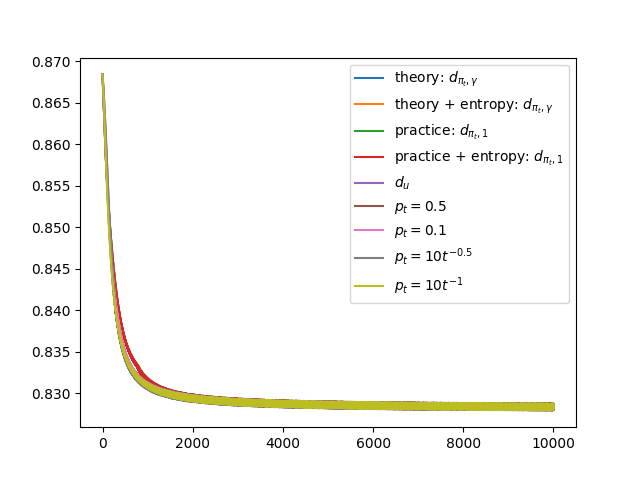 0.870
0.865
0.860
0.855
0.850
0.845
0.840
0.835
0.830
0
2000
4000
6000
8000
10000
theory: $d_{\pi_t,\gamma}$
theory + entropy: $d_{\pi_t,\gamma}$
practice: $d_{\pi_t,1}$
practice + entropy: $d_{\pi_t,1}$
$d_u$
$p_t = 0.5$
$p_t = 0.1$
$p_t = 10t^{-0.5}$
$p_t = 10t^{-1}$